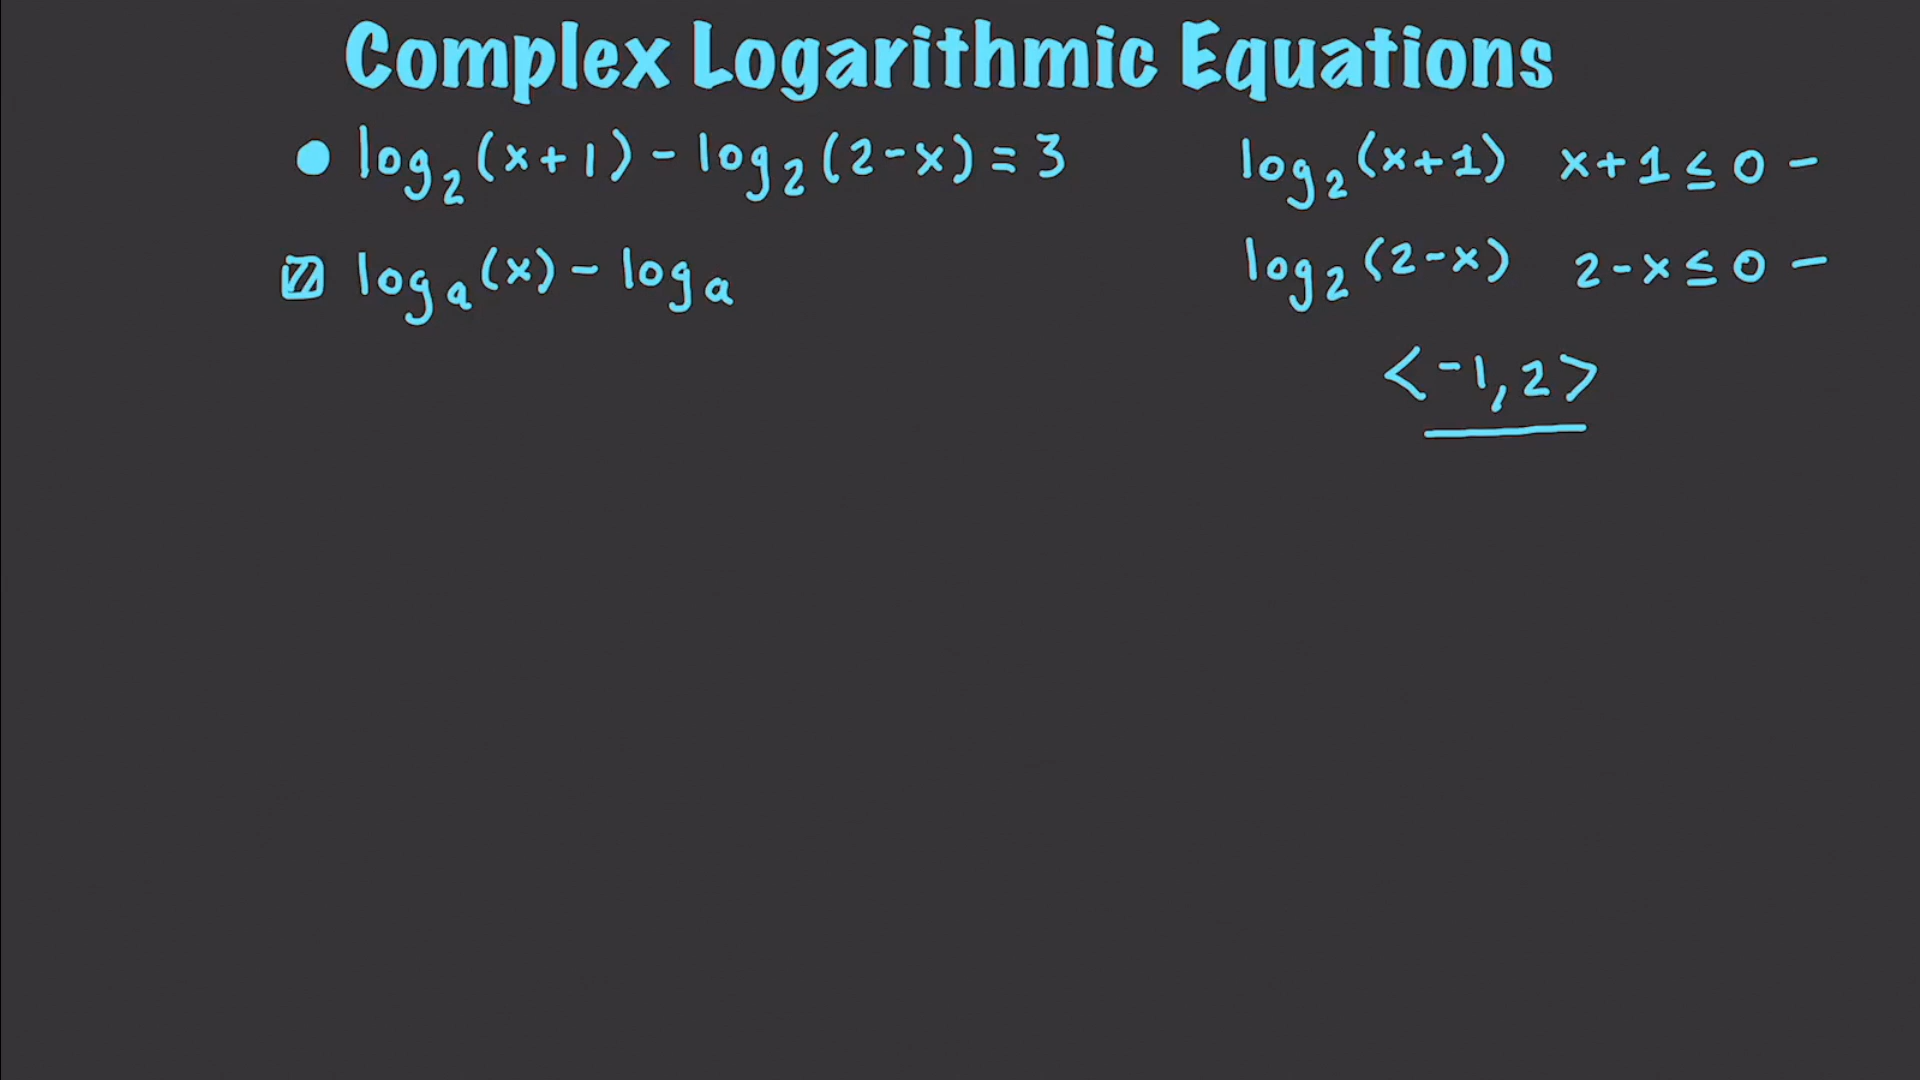 Complex Logarithmic Equations
log₂(x+1) - log₂(2-x) = 3
logₐ(x) - logₐ
log₂(x+1) x+1 ≤ 0 -
log₂(2-x) 2-x ≤ 0 -
<-1,2>